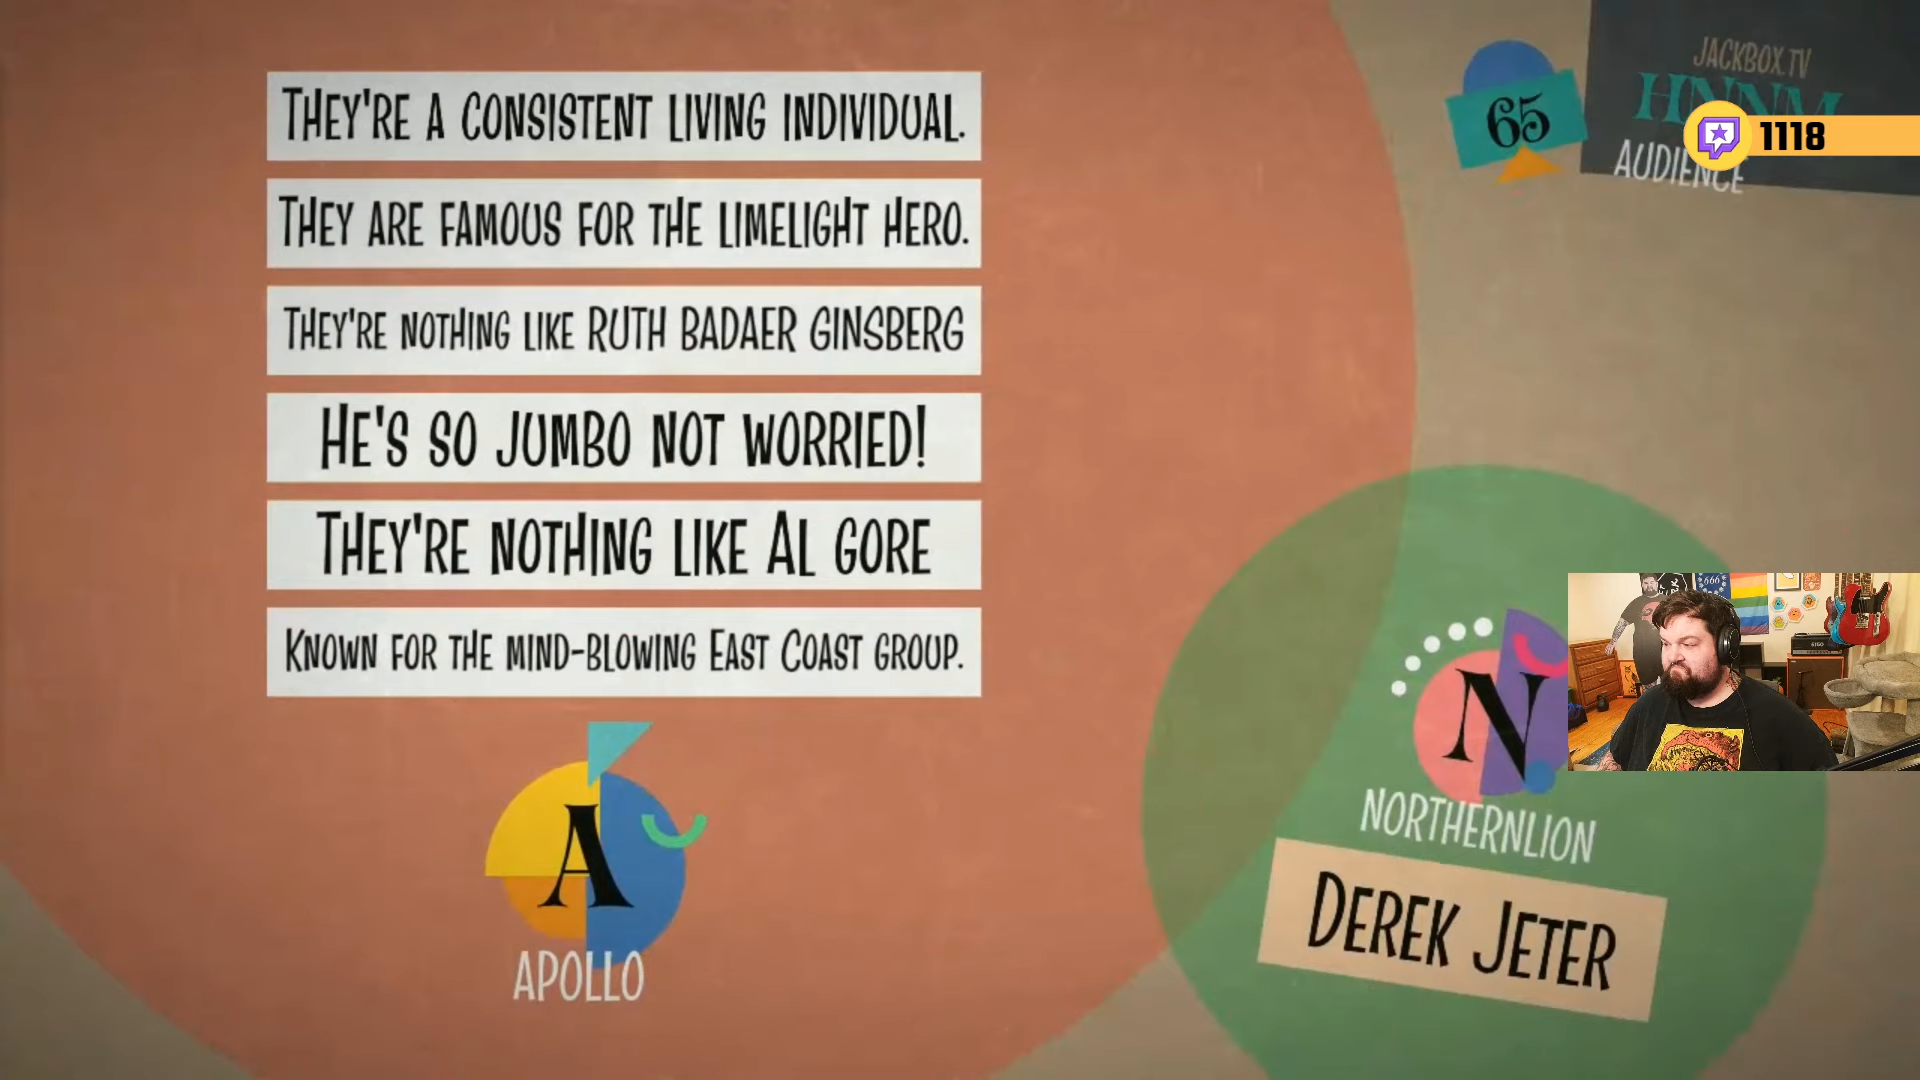 THEY'RE A CONSISTENT LIVING INDIVIDUAL.
THEY ARE FAMOUS FOR THE LIMELIGHT HERO.
THEY'RE NOTHING LIKE RUTH BADAER GINSBERG
HE'S SO JUMBO NOT WORRIED!
THEY'RE NOTHING LIKE AL GORE
KNOWN FOR THE MIND-BLOWING EAST COAST GROUP.
A
APOLLO
65
JACKBOX.TV
HNNM
1118
AUDIENCE
666
N
NORTHERNLION
DEREK JETER